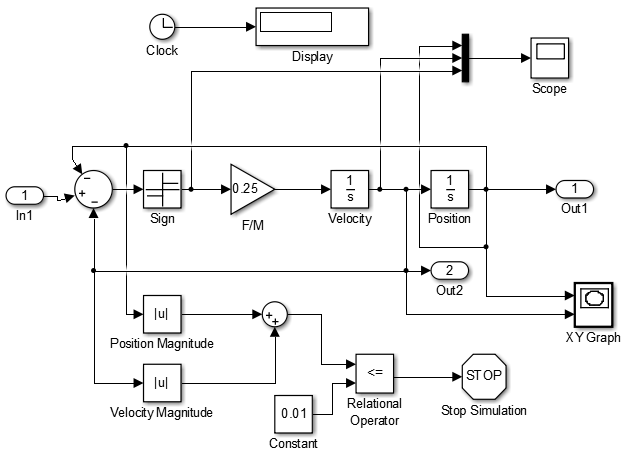 Clock
Display
Scope
1
In1
−
+
−
Sign
0.25
F/M
1
s
Velocity
1
s
Position
1
Out1
2
Out2
XY Graph
|u|
Position Magnitude
+
+
|u|
Velocity Magnitude
0.01
Constant
<=
Relational
Operator
STOP
Stop Simulation